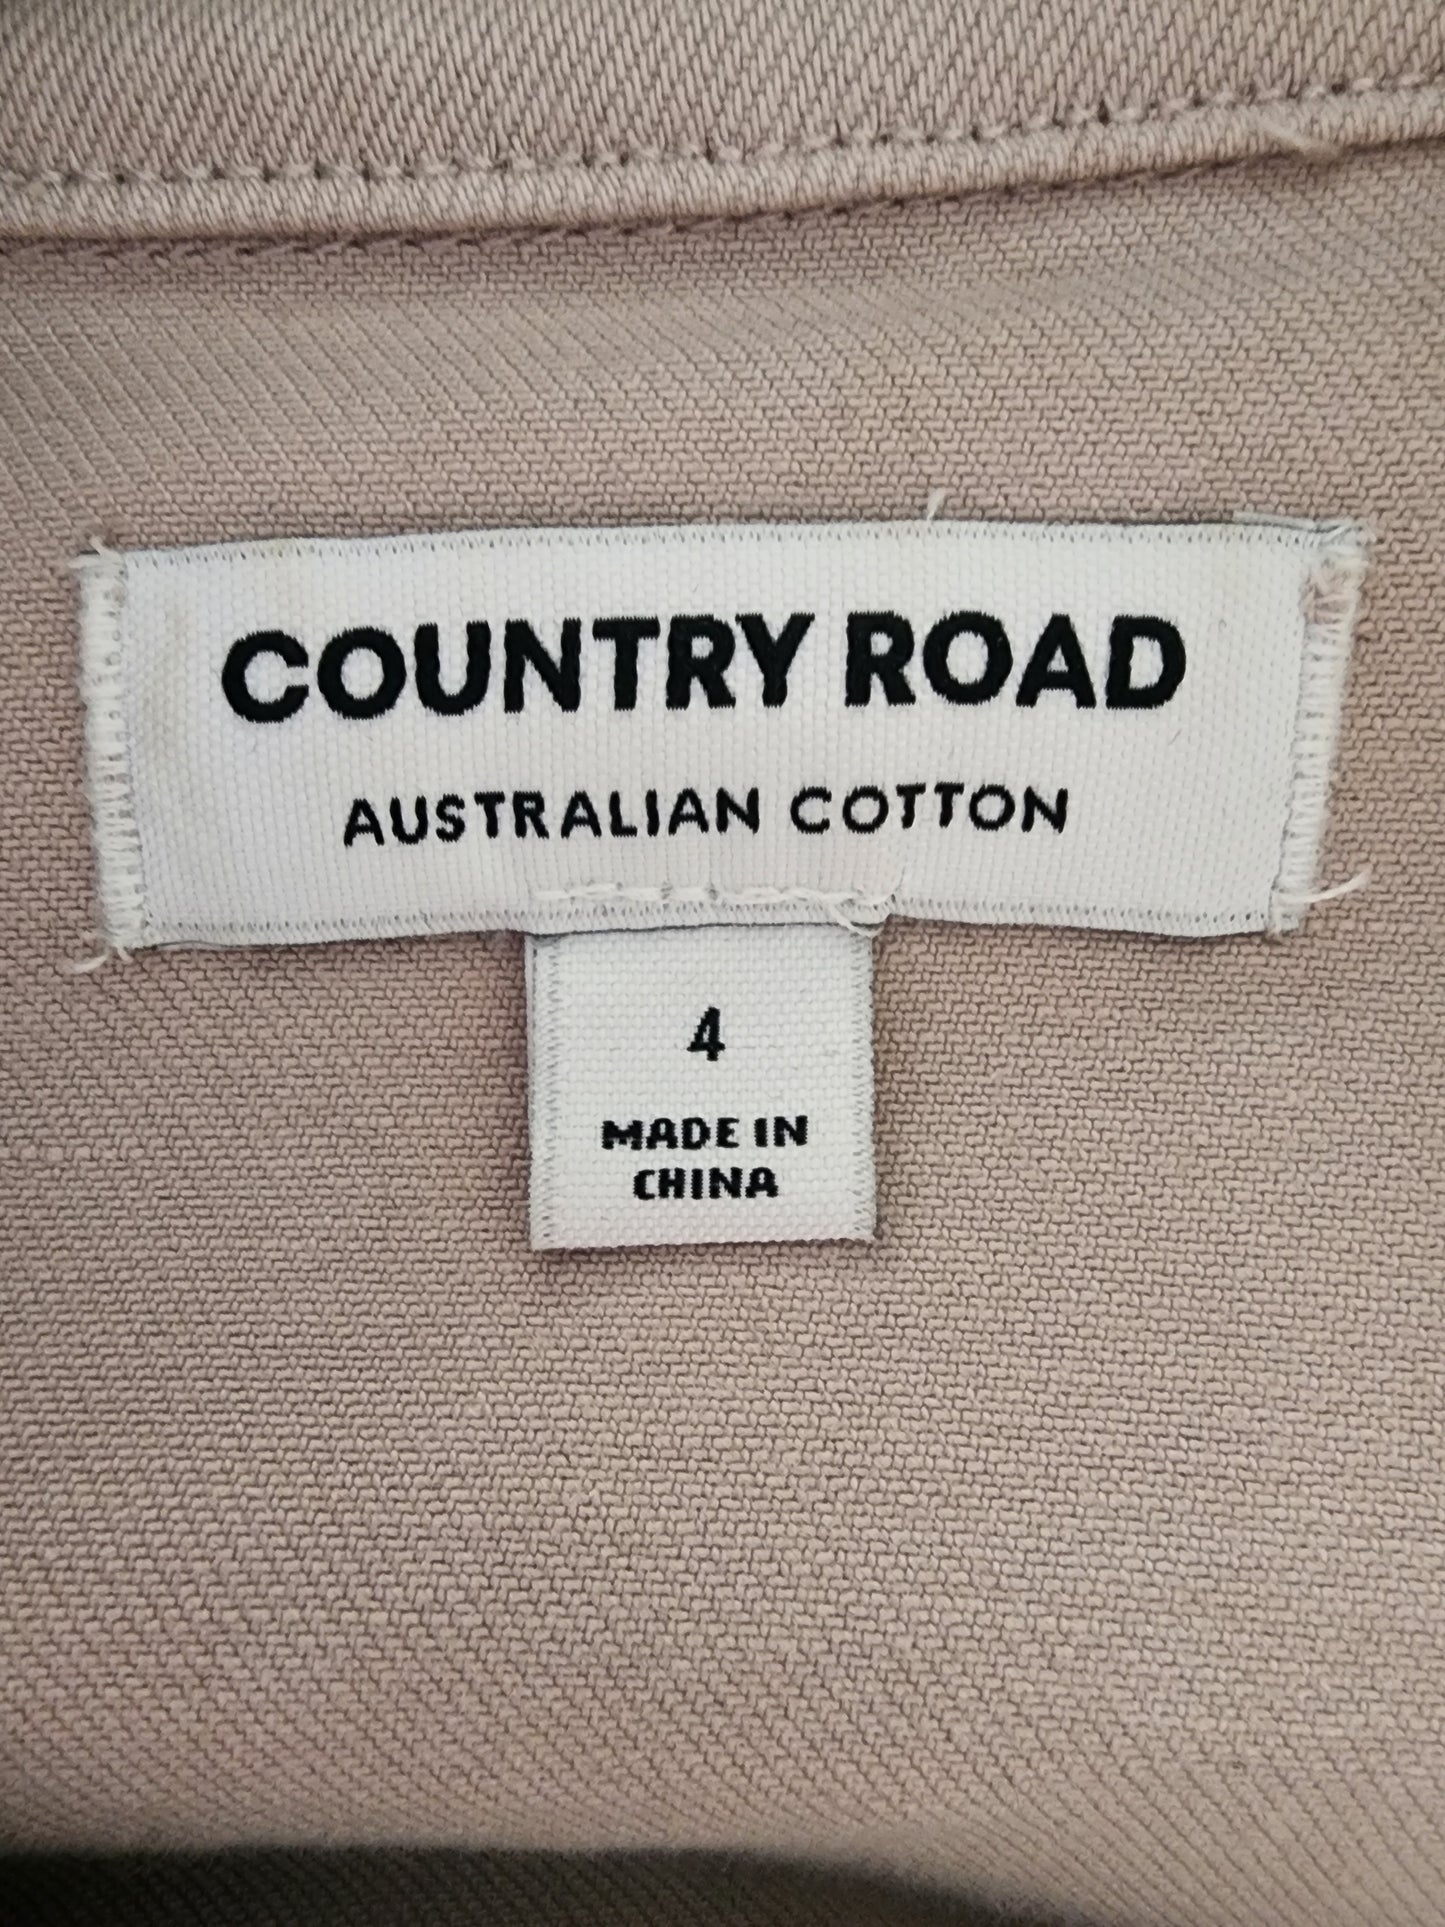 COUNTRY ROAD
AUSTRALIAN COTTON
4
MADE IN
CHINA